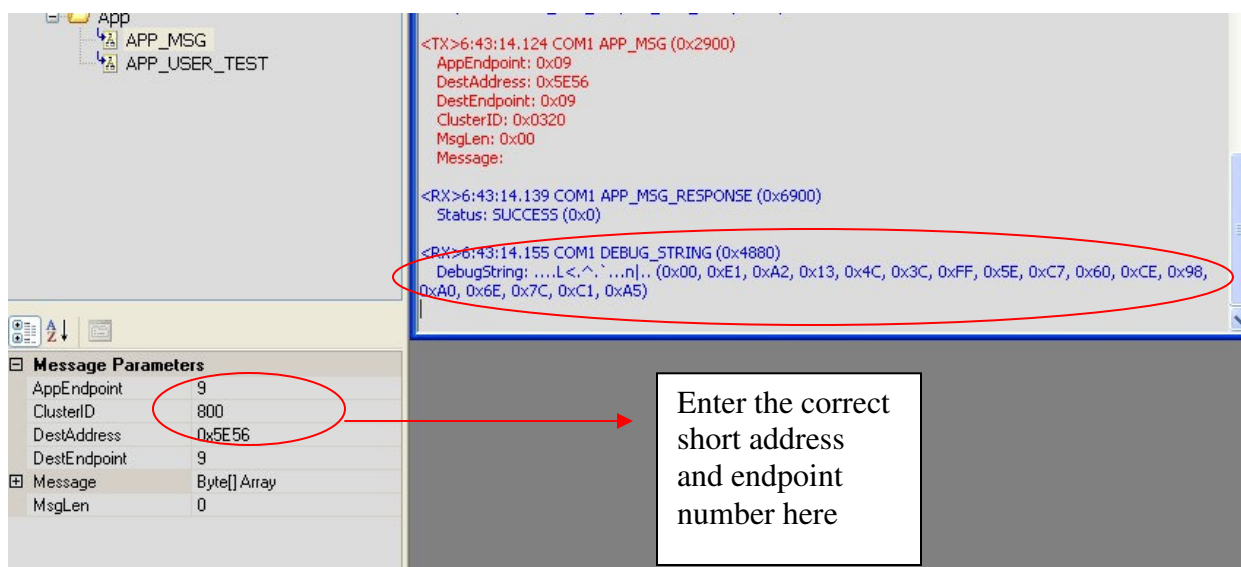 App
APP_MSG
APP_USER_TEST
<TX>6:43:14.124 COM1 APP_MSG (0x2900)
AppEndpoint: 0x09
DestAddress: 0x5E56
DestEndpoint: 0x09
ClusterID: 0x0320
MsgLen: 0x00
Message:
<RX>6:43:14.139 COM1 APP_MSG_RESPONSE (0x6900)
Status: SUCCESS (0x0)
<RX>6:43:14.155 COM1 DEBUG_STRING (0x4880)
DebugString: ....L<.^.`...n|.. (0x00, 0xE1, 0xA2, 0x13, 0x4C, 0x3C, 0xFF, 0x5E, 0xC7, 0x60, 0xCE, 0x98,
0xA0, 0x6E, 0x7C, 0xC1, 0xA5)
Message Parameters
AppEndpoint 9
ClusterID 800
DestAddress 0x5E56
DestEndpoint 9
Message Byte[] Array
MsgLen 0
Enter the correct
short address
and endpoint
number here